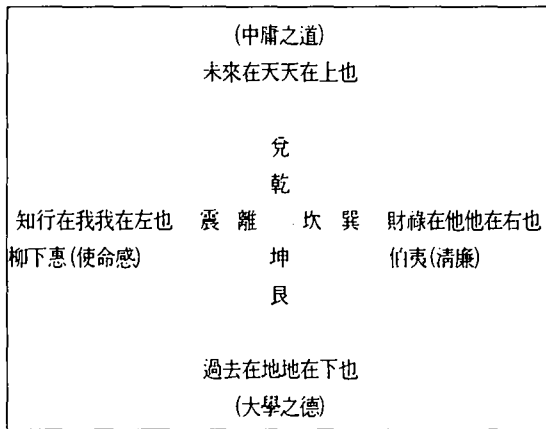 (中庸之道)
未來在天天在上也
兌
乾
知行在我我在左也 震 離 坎 巽 財祿在他他在右也
柳下惠(使命感) 坤 伯夷(淸廉)
艮
過去在地地在下也
(大學之德)